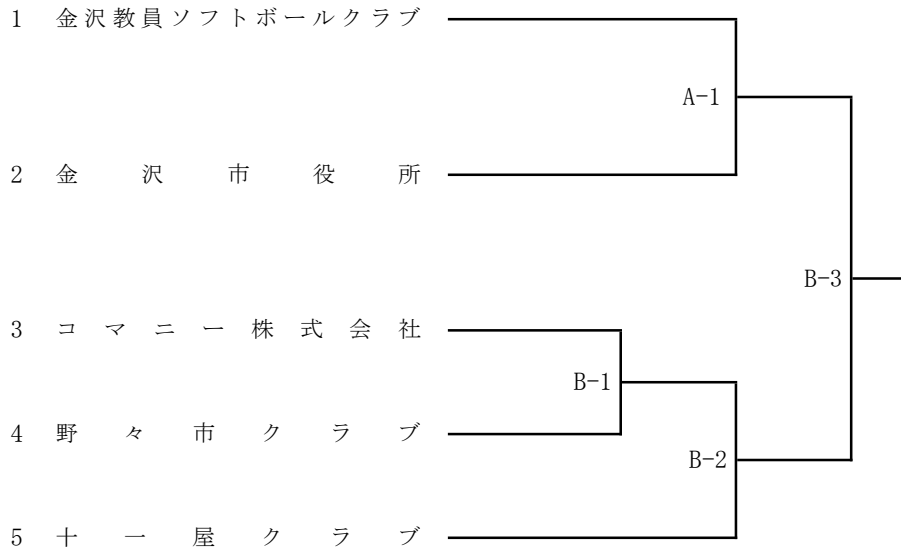 1 金沢教員ソフトボールクラブ
A-1
2 金沢市役所
B-3
3 コマニー株式会社
B-1
4 野々市クラブ
B-2
5 十一屋クラブ